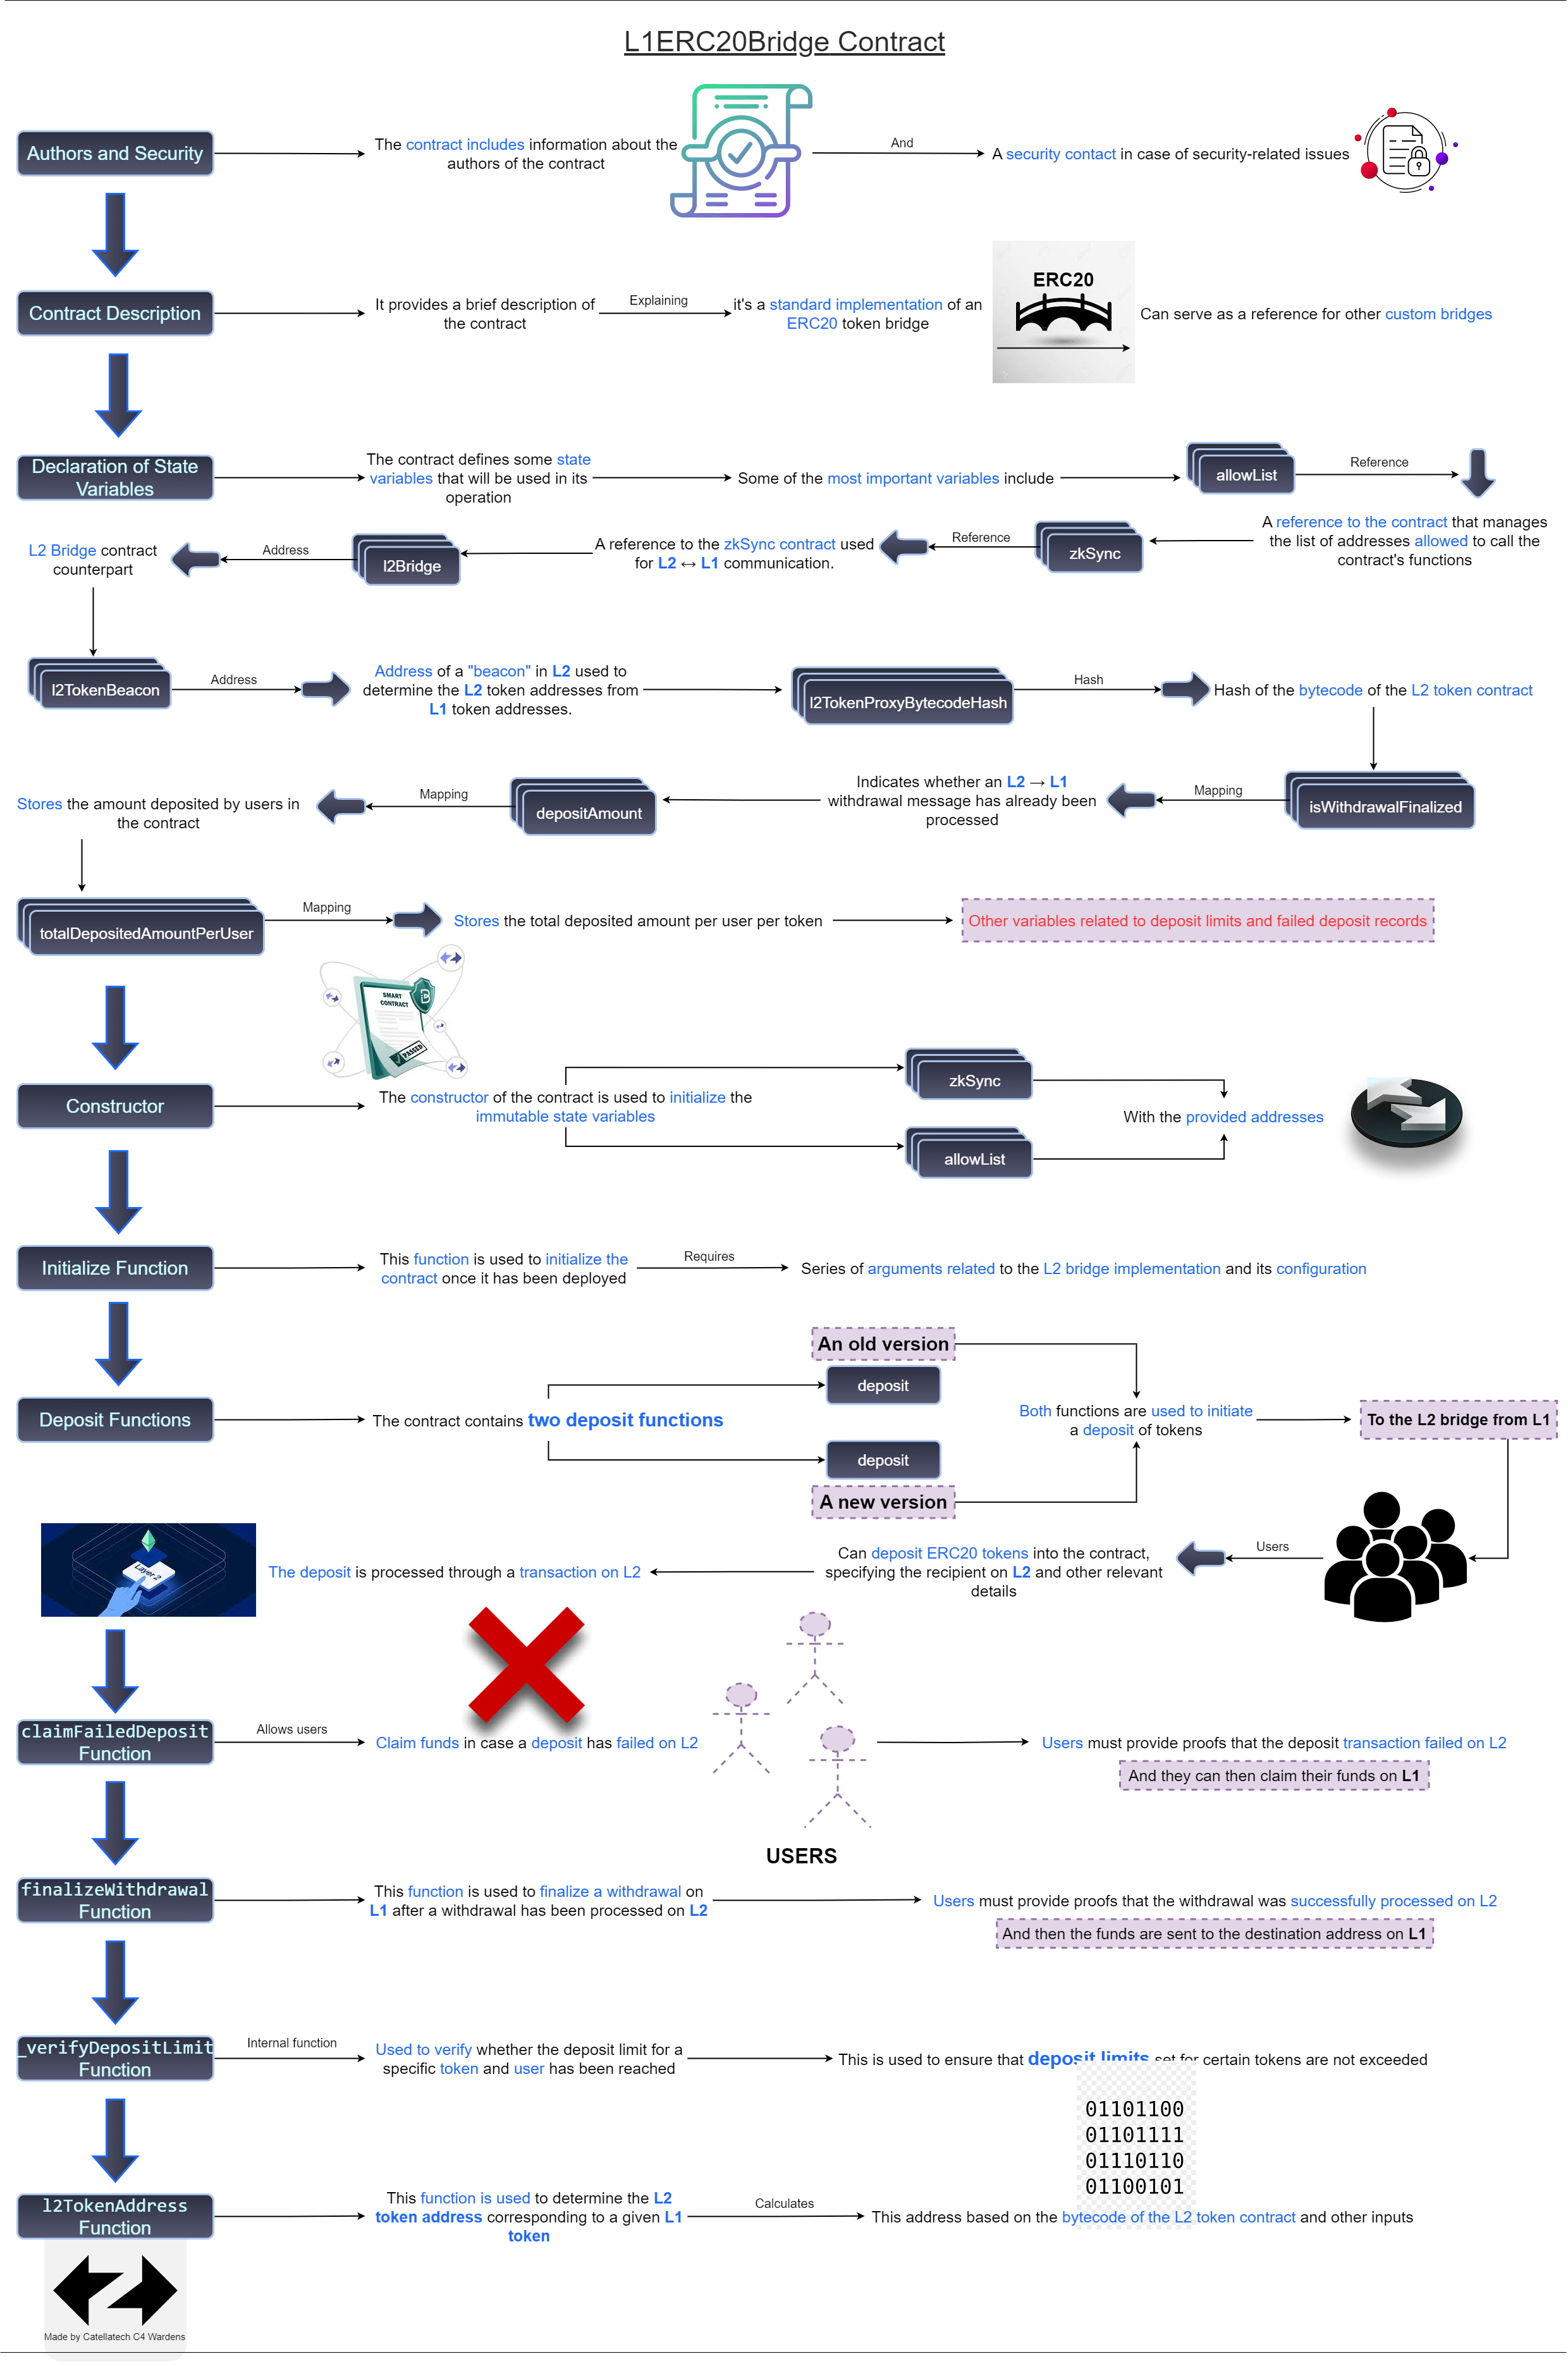 L1ERC20Bridge Contract
Authors and Security
The contract includes information about the
authors of the contract
And
A security contact in case of security-related issues
Contract Description
It provides a brief description of
the contract
Explaining
it's a standard implementation of an
ERC20 token bridge
ERC20
Can serve as a reference for other custom bridges
Declaration of State
Variables
The contract defines some state
variables that will be used in its
operation
Some of the most important variables include
allowList
Reference
A reference to the contract that manages
the list of addresses allowed to call the
contract's functions
zkSync
Reference
A reference to the zkSync contract used
for L2 ↔ L1 communication.
l2Bridge
Address
L2 Bridge contract
counterpart
l2TokenBeacon
Address
Address of a "beacon" in L2 used to
determine the L2 token addresses from
L1 token addresses.
l2TokenProxyBytecodeHash
Hash
Hash of the bytecode of the L2 token contract
isWithdrawalFinalized
Mapping
Indicates whether an L2 → L1
withdrawal message has already been
processed
depositAmount
Mapping
Stores the amount deposited by users in
the contract
totalDepositedAmountPerUser
Mapping
Stores the total deposited amount per user per token
Other variables related to deposit limits and failed deposit records
SMART
CONTRACT
PASSED
Constructor
The constructor of the contract is used to initialize the
immutable state variables
zkSync
allowList
With the provided addresses
Initialize Function
This function is used to initialize the
contract once it has been deployed
Requires
Series of arguments related to the L2 bridge implementation and its configuration
Deposit Functions
The contract contains two deposit functions
An old version
deposit
deposit
A new version
Both functions are used to initiate
a deposit of tokens
To the L2 bridge from L1
Users
Can deposit ERC20 tokens into the contract,
specifying the recipient on L2 and other relevant
details
The deposit is processed through a transaction on L2
Layer 2
claimFailedDeposit
Function
Allows users
Claim funds in case a deposit has failed on L2
USERS
Users must provide proofs that the deposit transaction failed on L2
And they can then claim their funds on L1
finalizeWithdrawal
Function
This function is used to finalize a withdrawal on
L1 after a withdrawal has been processed on L2
Users must provide proofs that the withdrawal was successfully processed on L2
And then the funds are sent to the destination address on L1
_verifyDepositLimit
Function
Internal function
Used to verify whether the deposit limit for a
specific token and user has been reached
This is used to ensure that deposit limits set for certain tokens are not exceeded
01101100
01101111
01110110
01100101
l2TokenAddress
Function
This function is used to determine the L2
token address corresponding to a given L1
token
Calculates
This address based on the bytecode of the L2 token contract and other inputs
Made by Catellatech C4 Wardens